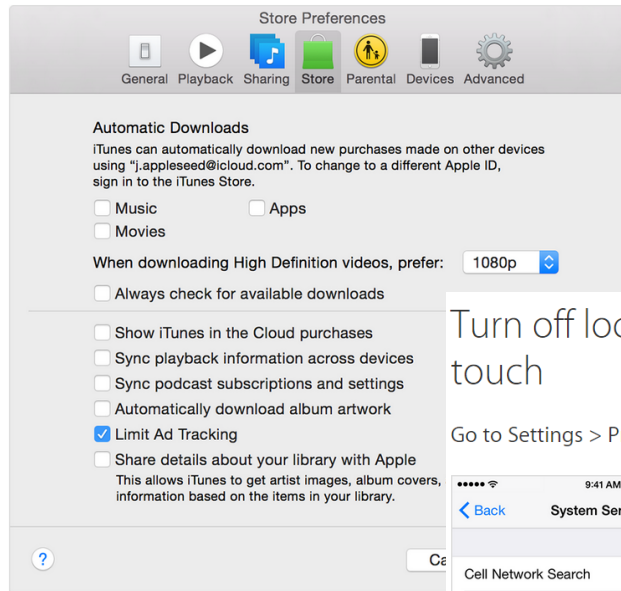 Store Preferences
General Playback Sharing Store Parental Devices Advanced
Automatic Downloads
iTunes can automatically download new purchases made on other devices
using “j.appleseed@icloud.com”. To change to a different Apple ID,
sign in to the iTunes Store.
Music Apps
Movies
When downloading High Definition videos, prefer: 1080p
Always check for available downloads
Show iTunes in the Cloud purchases
Sync playback information across devices
Sync podcast subscriptions and settings
Automatically download album artwork
Limit Ad Tracking
Share details about your library with Apple
This allows iTunes to get artist images, album covers,
information based on the items in your library.
?
Turn off
touch
Go to Settings >
9:41 AM
Back System
Cell Network Search